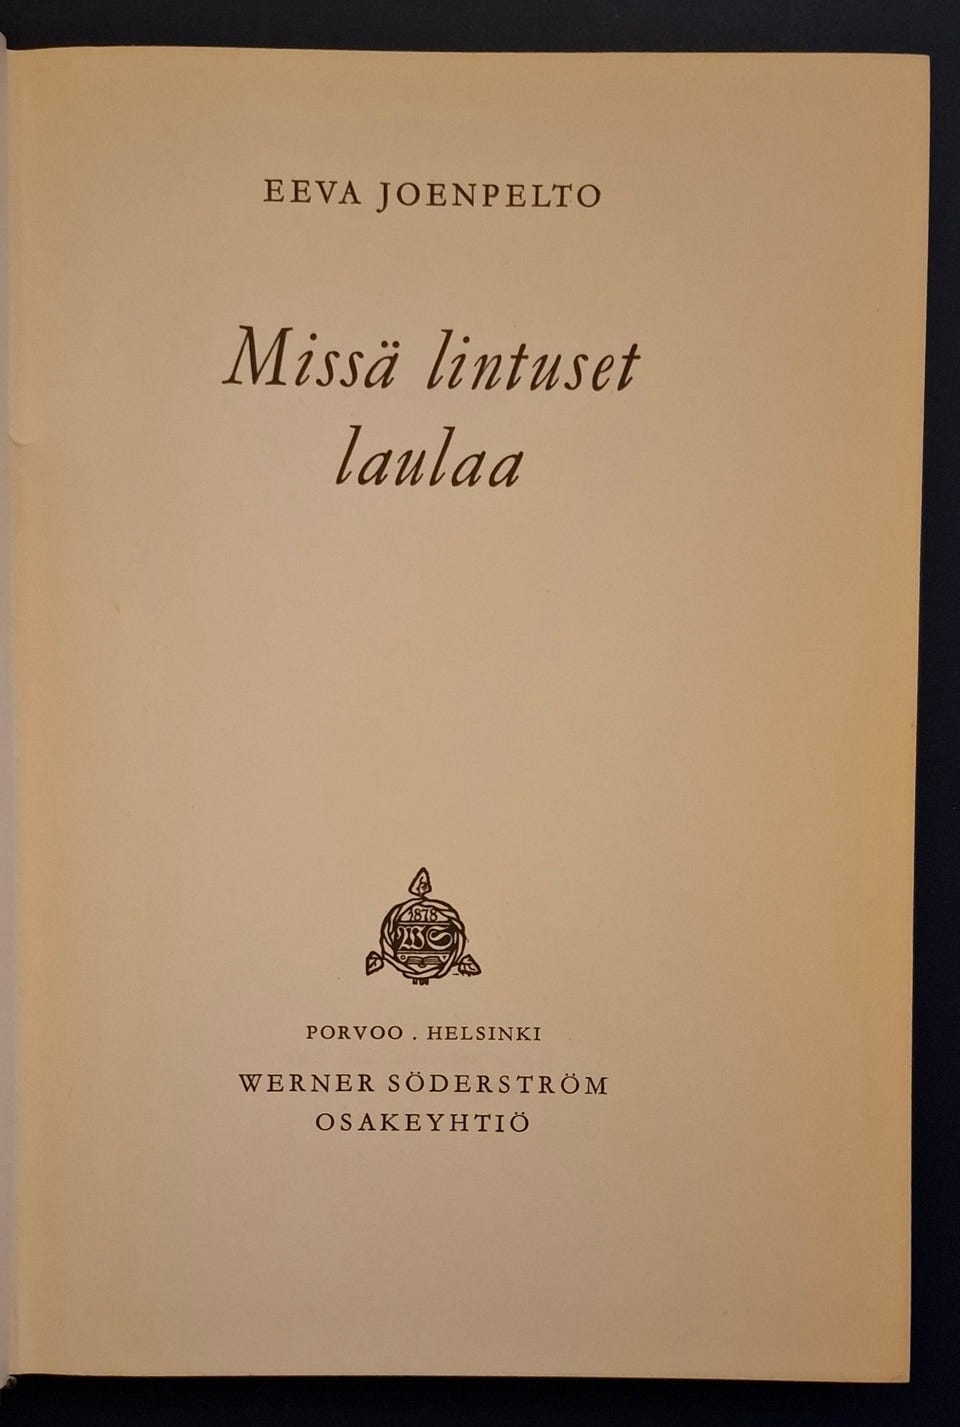 EEVA JOENPELTO
Missä lintuset
laulaa
1878
WS
PORVOO . HELSINKI
WERNER SÖDERSTRÖM
OSAKEYHTIÖ